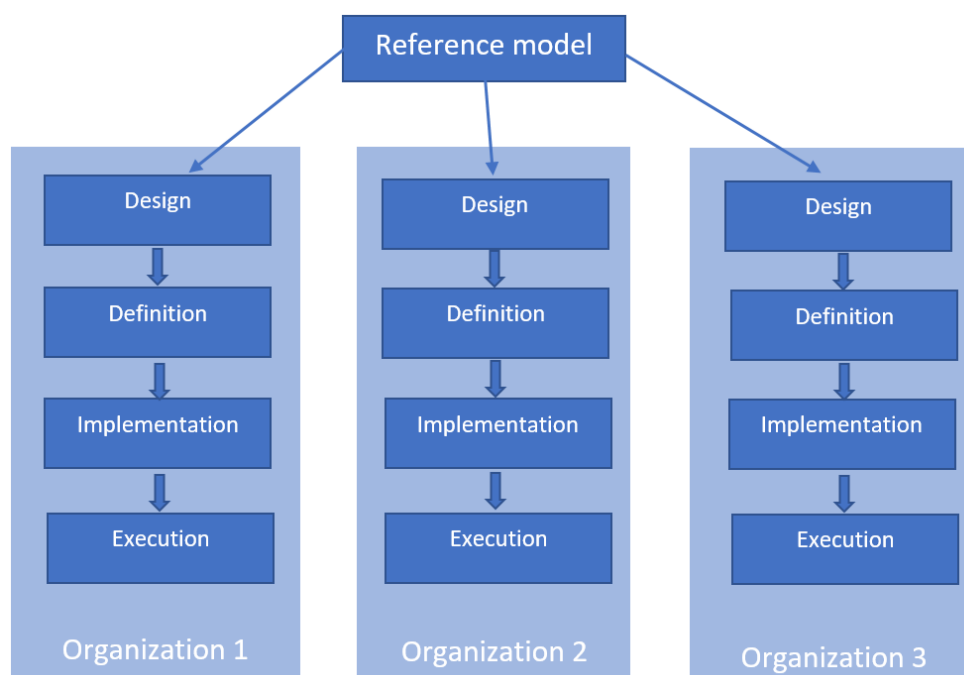 Reference model
Design
Definition
Implementation
Execution
Organization 1
Design
Definition
Implementation
Execution
Organization 2
Design
Definition
Implementation
Execution
Organization 3